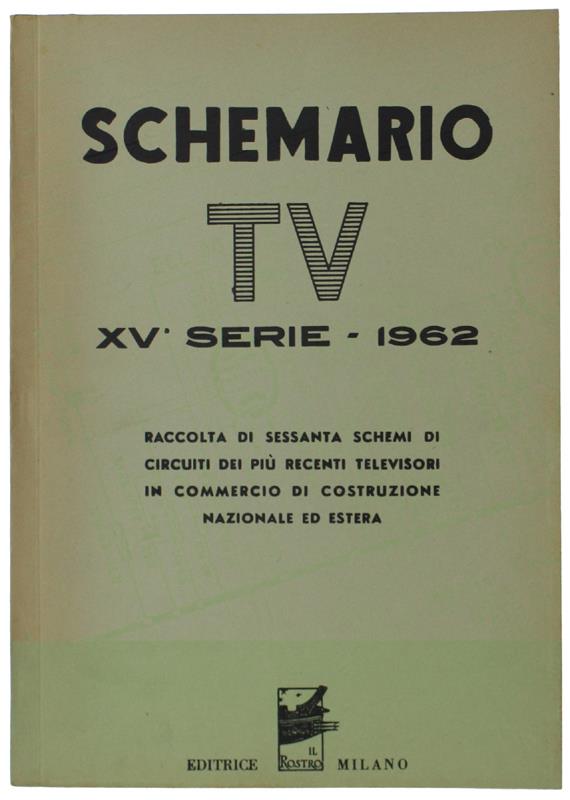 SCHEMARIO
TV
XVª SERIE - 1962
RACCOLTA DI SESSANTA SCHEMI DI
CIRCUITI DEI PIÙ RECENTI TELEVISORI
IN COMMERCIO DI COSTRUZIONE
NAZIONALE ED ESTERA
EDITRICE IL ROSTRO MILANO